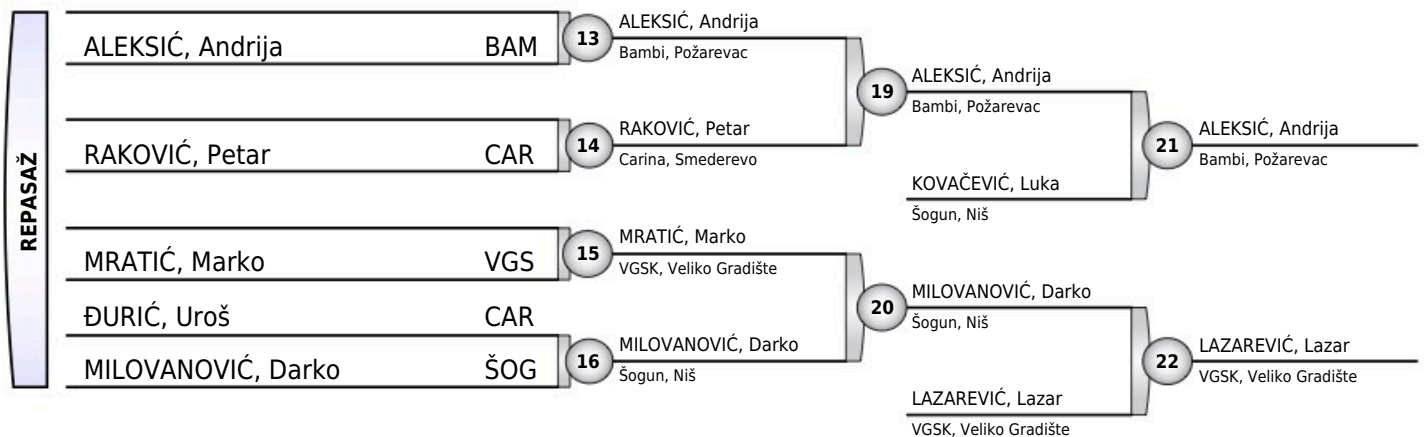 REPASAŽ
ALEKSIĆ, Andrija BAM
RAKOVIĆ, Petar CAR
MRATIĆ, Marko VGS
ĐURIĆ, Uroš CAR
MILOVANOVIĆ, Darko ŠOG
13
ALEKSIĆ, Andrija
Bambi, Požarevac
14
RAKOVIĆ, Petar
Carina, Smederevo
15
MRATIĆ, Marko
VGSK, Veliko Gradište
16
MILOVANOVIĆ, Darko
Šogun, Niš
19
ALEKSIĆ, Andrija
Bambi, Požarevac
KOVAČEVIĆ, Luka
Šogun, Niš
20
MILOVANOVIĆ, Darko
Šogun, Niš
LAZAREVIĆ, Lazar
VGSK, Veliko Gradište
21
ALEKSIĆ, Andrija
Bambi, Požarevac
22
LAZAREVIĆ, Lazar
VGSK, Veliko Gradište